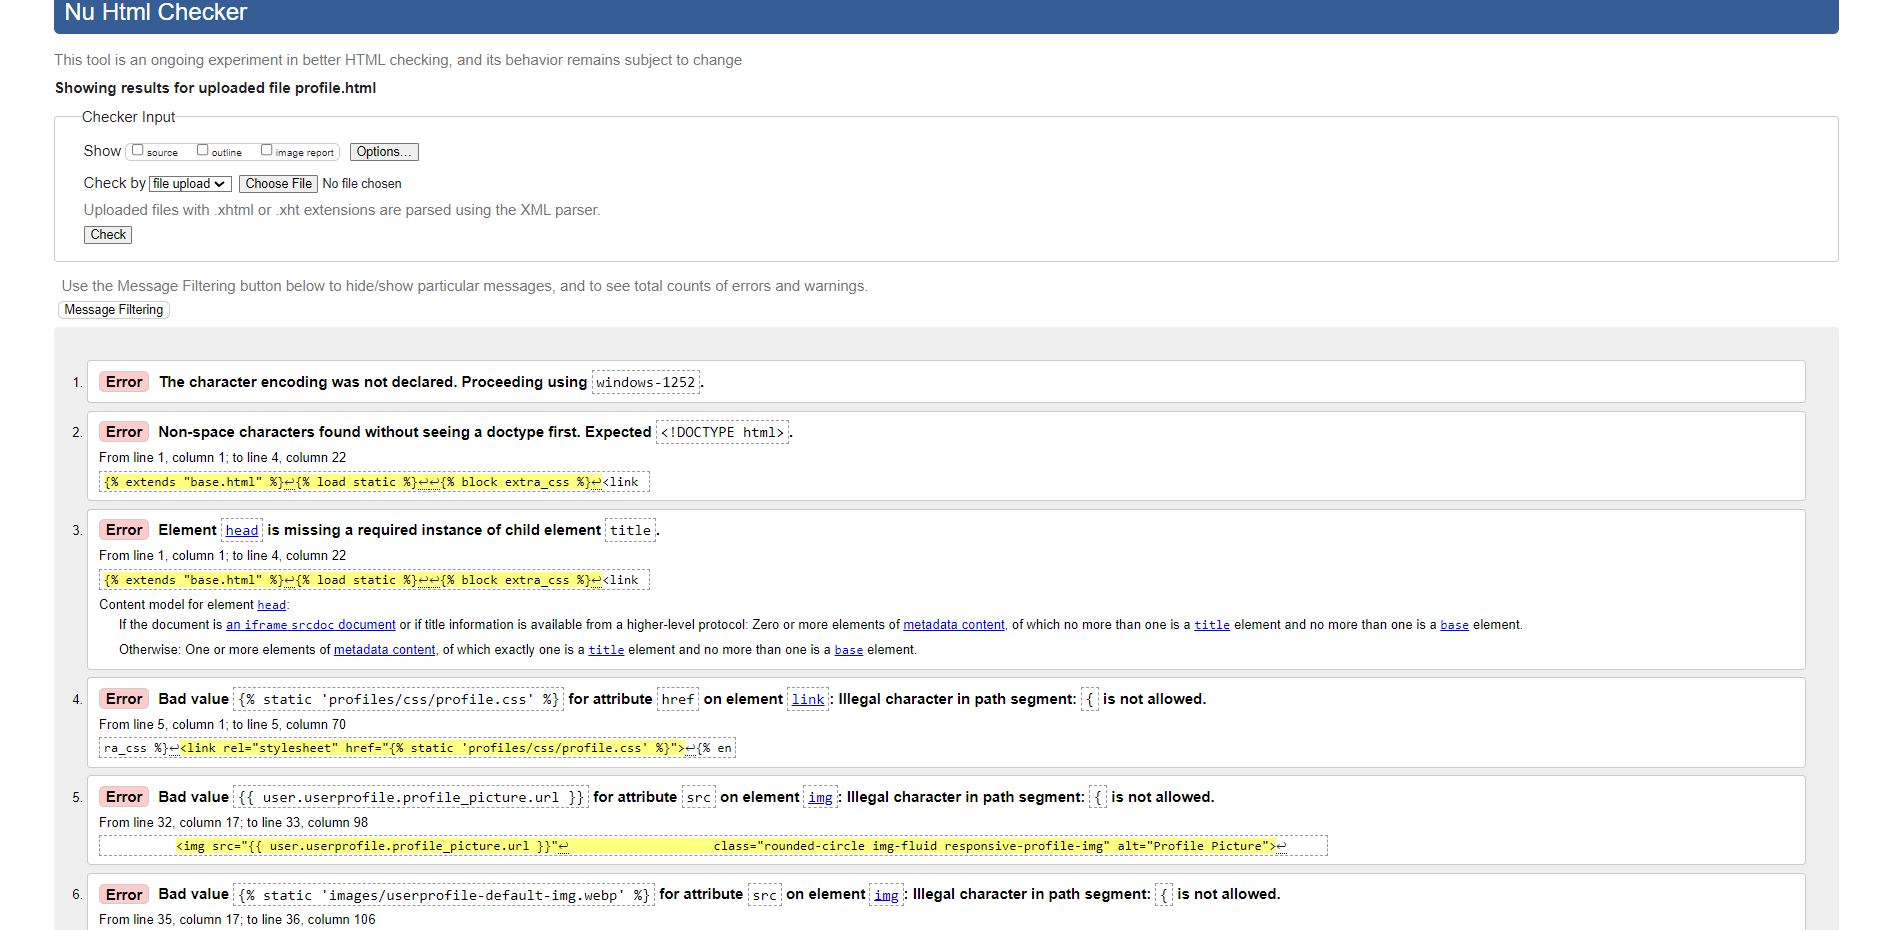 Nu Html Checker
This tool is an ongoing experiment in better HTML checking, and its behavior remains subject to change
Showing results for uploaded file profile.html
Checker Input
Show source outline image report Options...
Check by file upload Choose File No file chosen
Uploaded files with .xhtml or .xht extensions are parsed using the XML parser.
Check
Use the Message Filtering button below to hide/show particular messages, and to see total counts of errors and warnings.
Message Filtering
1. Error The character encoding was not declared. Proceeding using windows-1252.
2. Error Non-space characters found without seeing a doctype first. Expected <!DOCTYPE html>.
From line 1, column 1; to line 4, column 22
{% extends "base.html" %}↩{% load static %}↩↩{% block extra_css %}↩<link
3. Error Element head is missing a required instance of child element title.
From line 1, column 1; to line 4, column 22
{% extends "base.html" %}↩{% load static %}↩↩{% block extra_css %}↩<link
Content model for element head:
If the document is an iframe srcdoc document or if title information is available from a higher-level protocol: Zero or more elements of metadata content, of which no more than one is a title element and no more than one is a base element.
Otherwise: One or more elements of metadata content, of which exactly one is a title element and no more than one is a base element.
4. Error Bad value {% static 'profiles/css/profile.css' %} for attribute href on element link: Illegal character in path segment: { is not allowed.
From line 5, column 1; to line 5, column 70
ra_css %}↩<link rel="stylesheet" href="{% static 'profiles/css/profile.css' %}">↩{% en
5. Error Bad value {{ user.userprofile.profile_picture.url }} for attribute src on element img: Illegal character in path segment: { is not allowed.
From line 32, column 17; to line 33, column 98
<img src="{{ user.userprofile.profile_picture.url }}"↩ class="rounded-circle img-fluid responsive-profile-img" alt="Profile Picture">↩
6. Error Bad value {% static 'images/userprofile-default-img.webp' %} for attribute src on element img: Illegal character in path segment: { is not allowed.
From line 35, column 17; to line 36, column 106